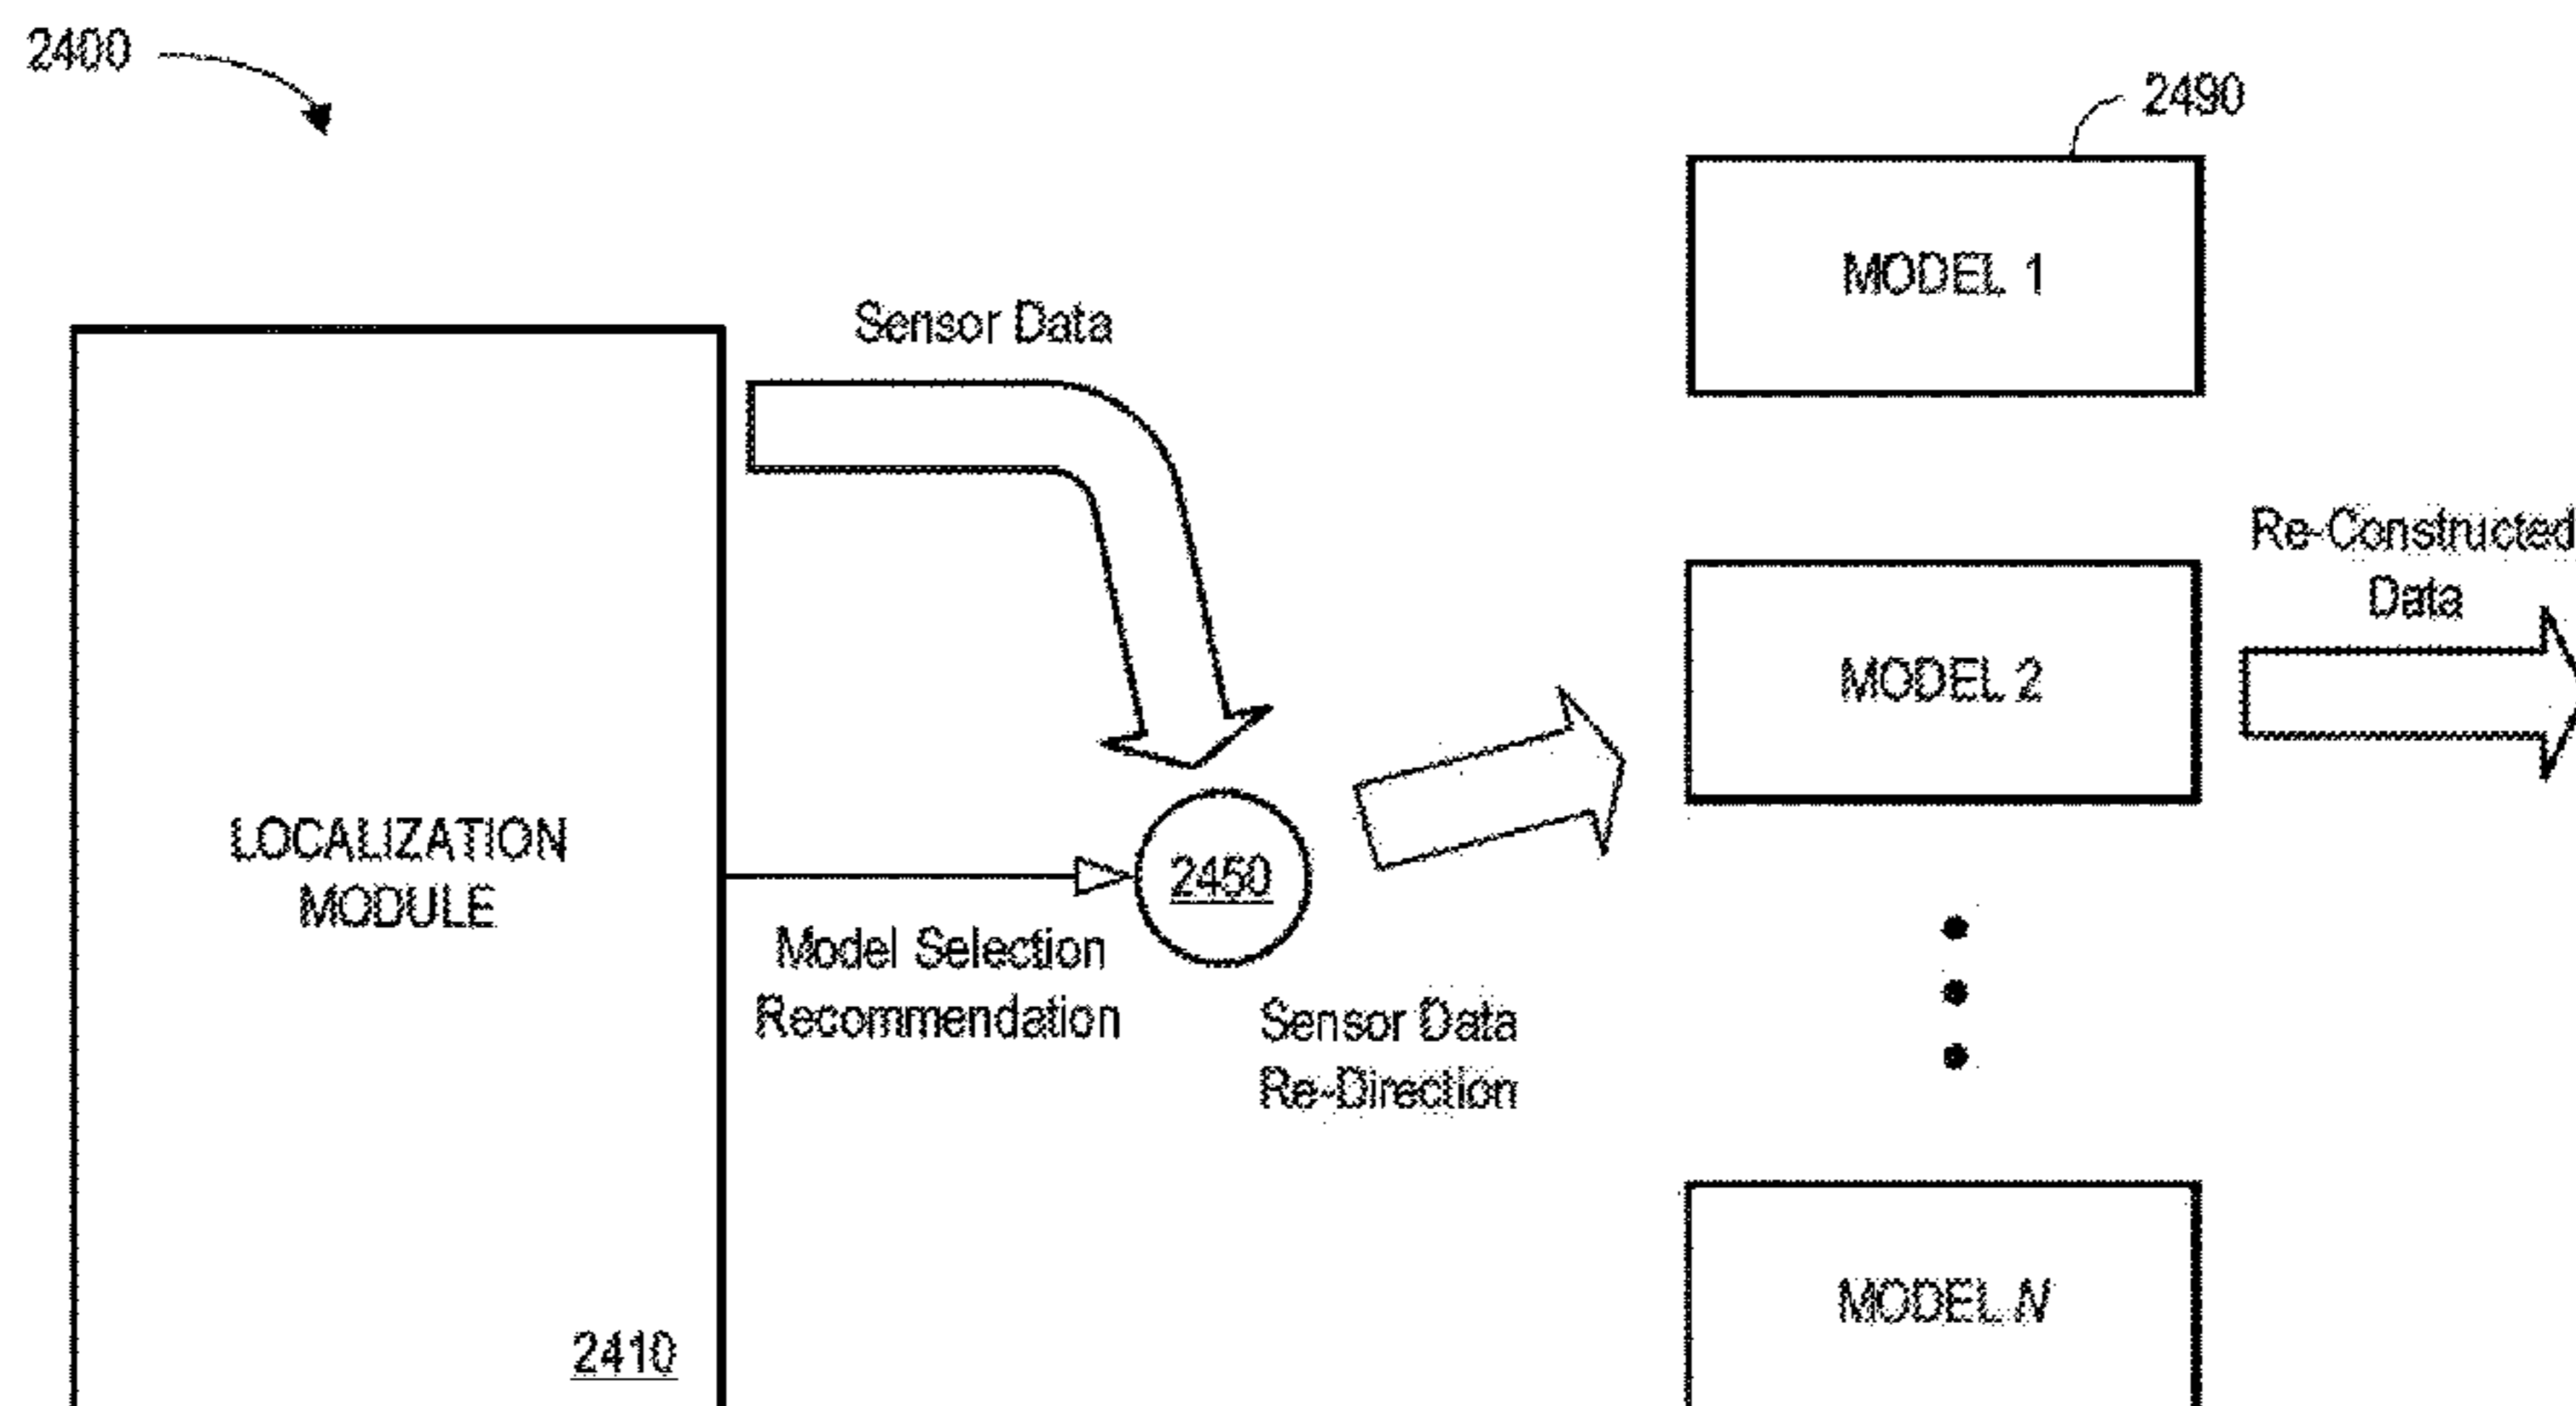 2400
2490
MODEL 1
Sensor Data
Re-Constructed
Data
MODEL 2
LOCALIZATION
MODULE
2450
Model Selection
Recommendation
Sensor Data
Re-Direction
MODEL N
2410